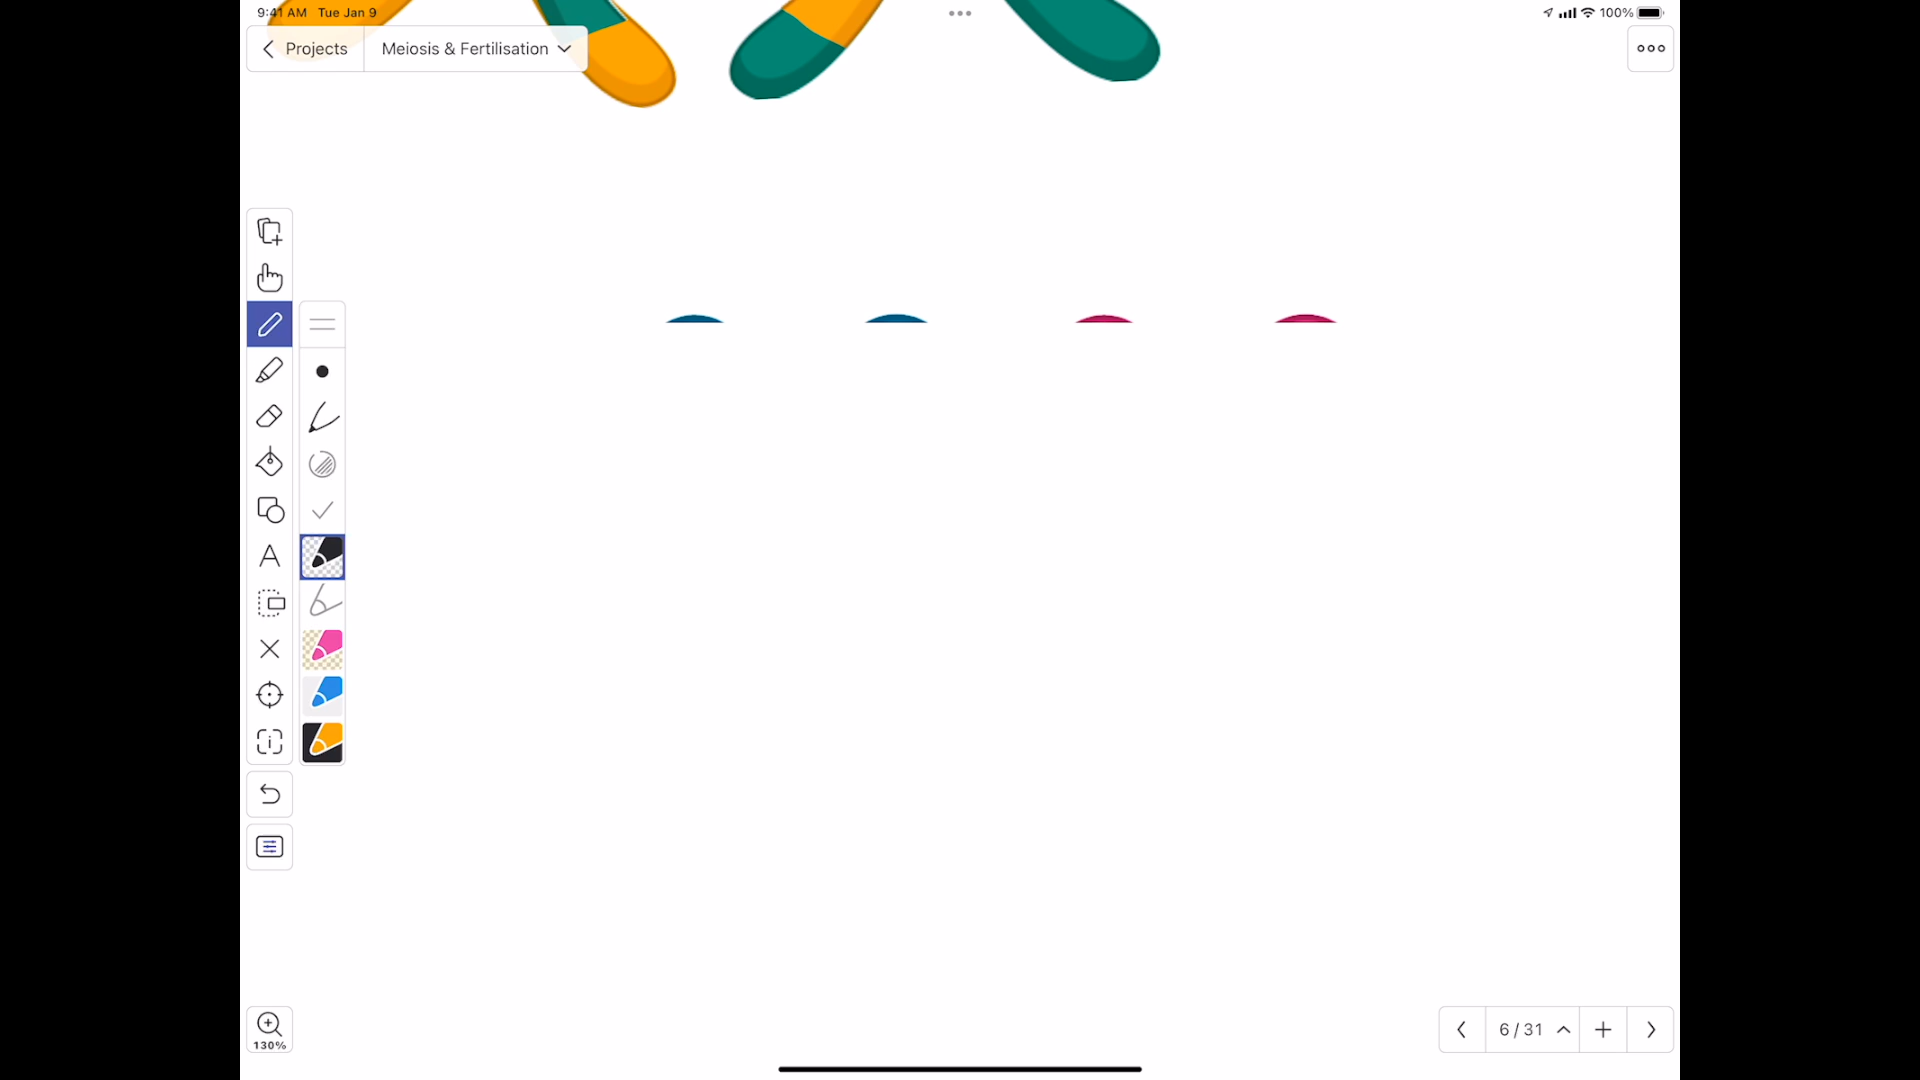 9:41 AM Tue Jan 9
100%
Projects
Meiosis & Fertilisation
A
i
130%
6 / 31